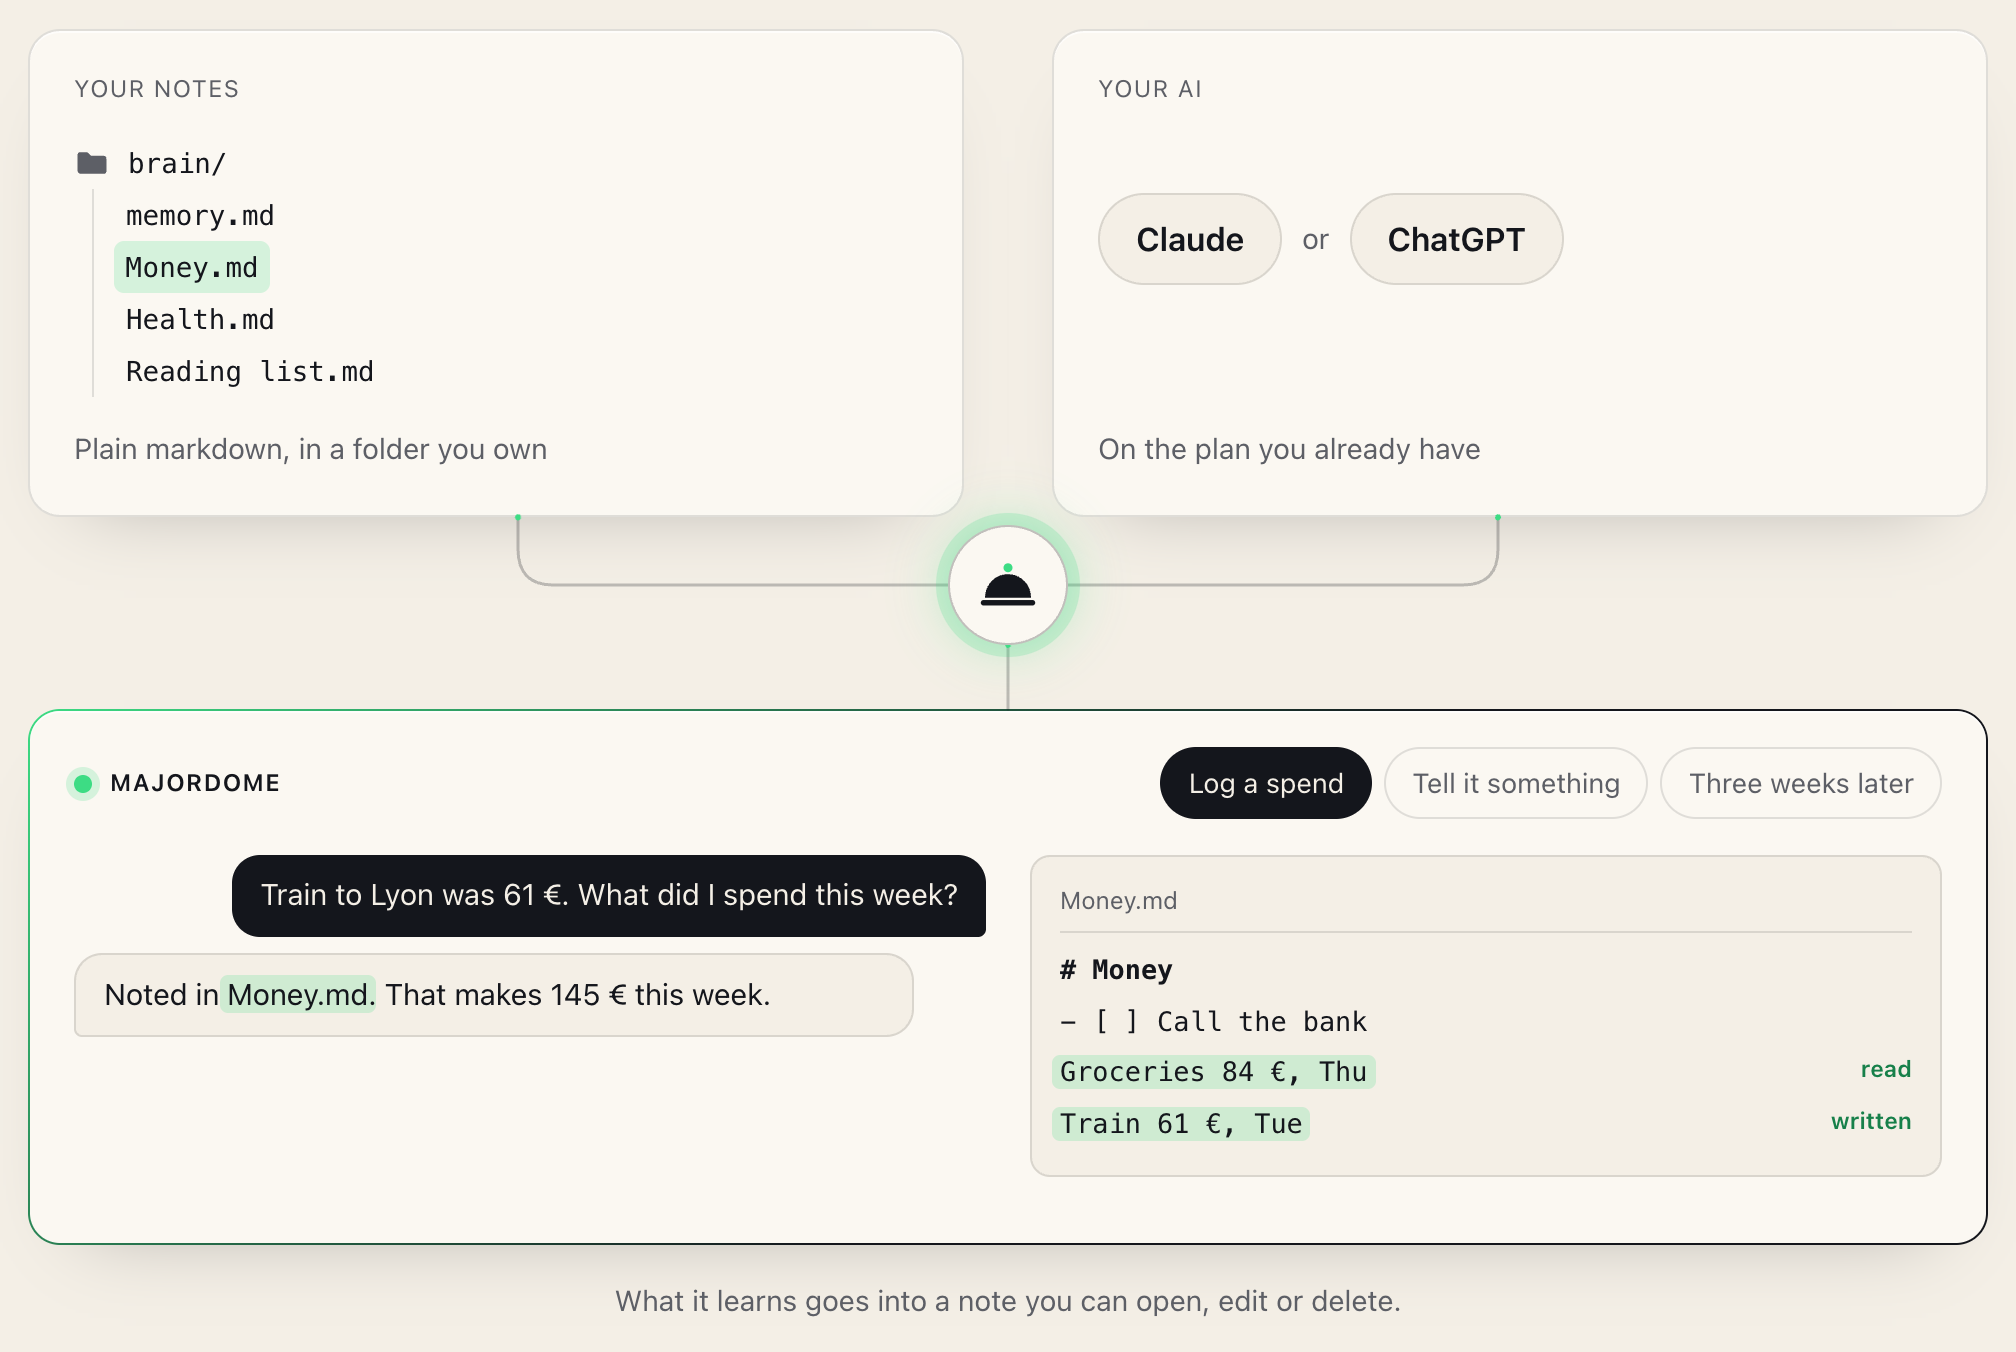 YOUR NOTES
brain/
memory.md
Money.md
Health.md
Reading list.md
Plain markdown, in a folder you own
YOUR AI
Claude or ChatGPT
On the plan you already have
MAJORDOME
Log a spend
Tell it something
Three weeks later
Train to Lyon was 61 €. What did I spend this week?
Noted in Money.md. That makes 145 € this week.
Money.md
# Money
– [ ] Call the bank
Groceries 84 €, Thu read
Train 61 €, Tue written
What it learns goes into a note you can open, edit or delete.